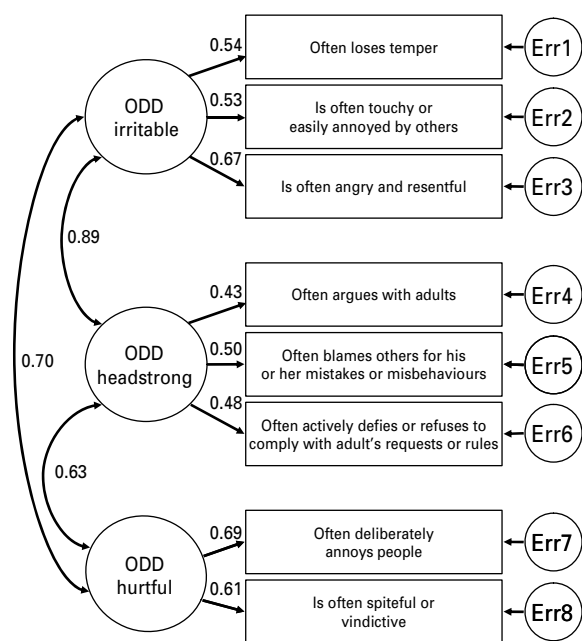 0.54
Often loses temper
Err1
ODD
irritable
0.53
Is often touchy or
easily annoyed by others
Err2
0.67
Is often angry and resentful
Err3
0.89
0.43
Often argues with adults
Err4
ODD
headstrong
0.50
Often blames others for his
or her mistakes or misbehaviours
Err5
0.70
0.48
Often actively defies or refuses to
comply with adult's requests or rules
Err6
0.63
0.69
Often deliberately
annoys people
Err7
ODD
hurtful
0.61
Is often spiteful or
vindictive
Err8